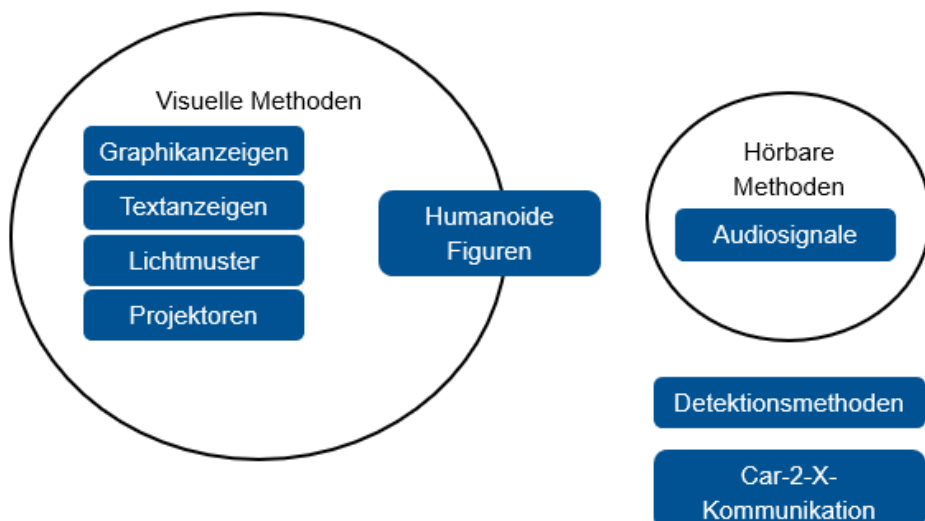 Visuelle Methoden
Graphikanzeigen
Textanzeigen
Lichtmuster
Projektoren
Humanoide
Figuren
Hörbare
Methoden
Audiosignale
Detektionsmethoden
Car-2-X-
Kommunikation